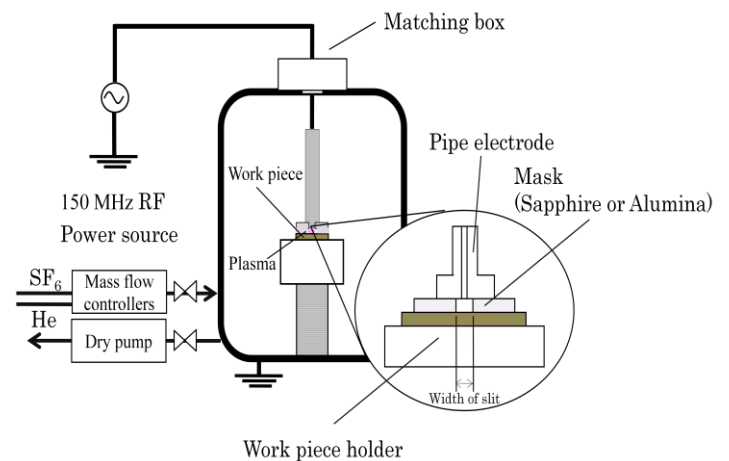 Matching box
Pipe electrode
Mask
(Sapphire or Alumina)
Work piece
150 MHz RF
Power source
Plasma
SF6
Mass flow
controllers
He
Dry pump
Width of slit
Work piece holder